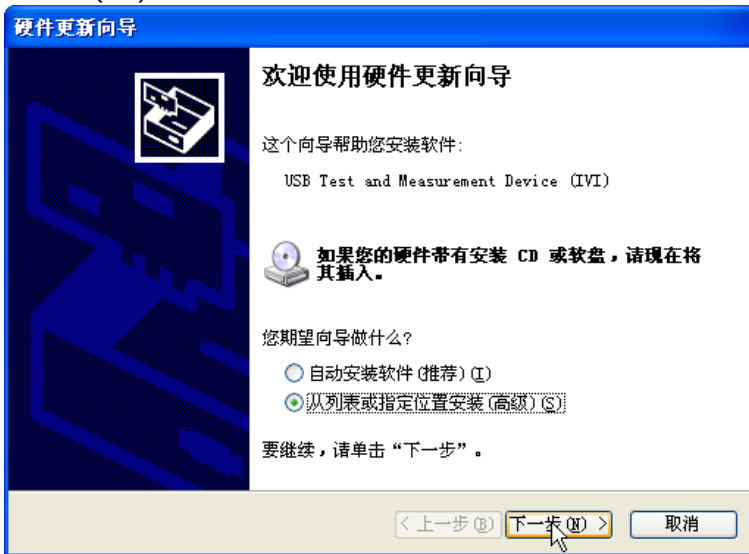 硬件更新向导
欢迎使用硬件更新向导
这个向导帮助您安装软件:
USB Test and Measurement Device (IVI)
如果您的硬件带有安装 CD 或软盘,请现在将
其插入。
您期望向导做什么?
自动安装软件(推荐)(I)
从列表或指定位置安装(高级)(S)
要继续,请单击“下一步”。
< 上一步(B) 下一步(N) > 取消